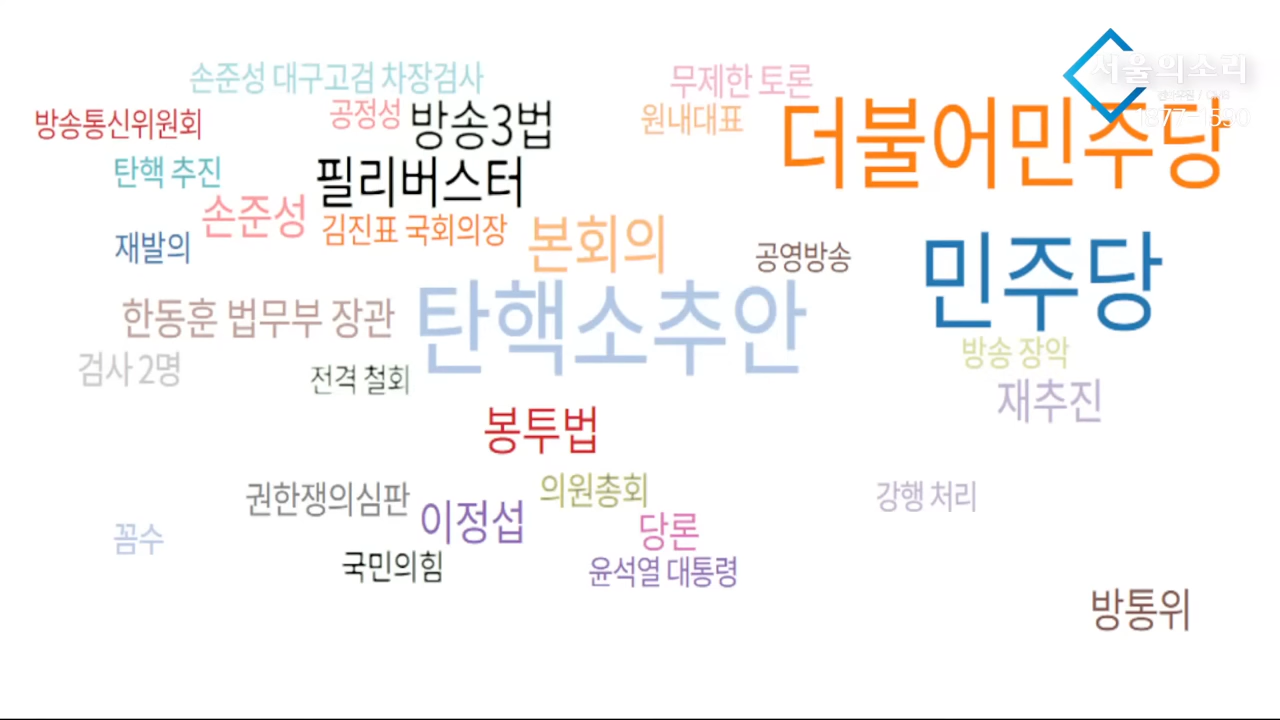 서울의소리
손준성 대구고검 차장검사
무제한 토론
방송통신위원회
공정성
방송3법
원내대표
더불어민주당
탄핵 추진
필리버스터
손준성
김진표 국회의장
본회의
재발의
공영방송
민주당
한동훈 법무부 장관
탄핵소추안
방송 장악
검사 2명
전격 철회
재추진
봉투법
권한쟁의심판
의원총회
강행 처리
이정섭
당론
꼼수
국민의힘
윤석열 대통령
방통위